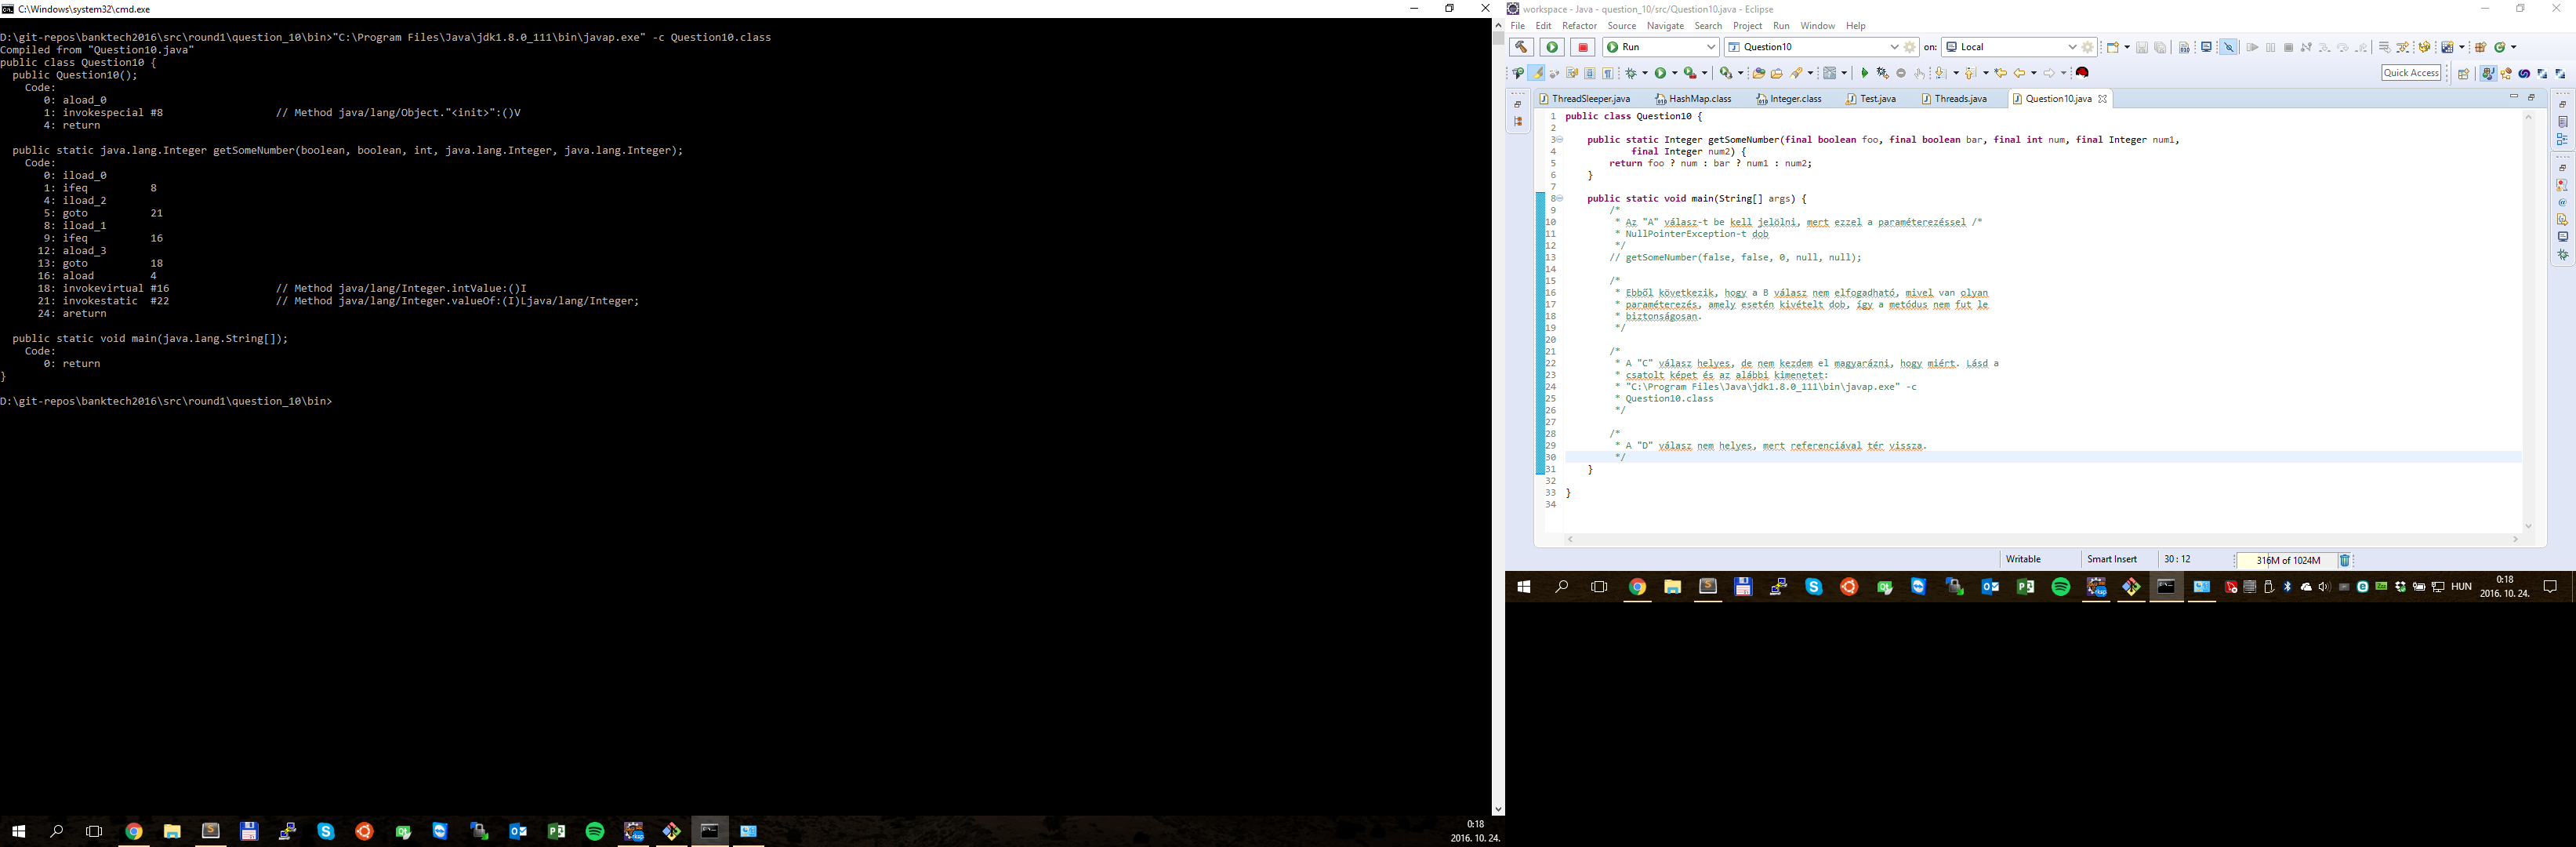 C:\Windows\system32\cmd.exe
D:\git-repos\banktech2016\src\round1\question_10\bin>"C:\Program Files\Java\jdk1.8.0_111\bin\javap.exe" -c Question10.class
Compiled from "Question10.java"
public class Question10 {
  public Question10();
    Code:
       0: aload_0
       1: invokespecial #8                  // Method java/lang/Object."<init>":()V
       4: return
  public static java.lang.Integer getSomeNumber(boolean, boolean, int, java.lang.Integer, java.lang.Integer);
    Code:
       0: iload_0
       1: ifeq          8
       4: iload_2
       5: goto          21
       8: iload_1
       9: ifeq          16
      12: aload_3
      13: goto          18
      16: aload         4
      18: invokevirtual #16                 // Method java/lang/Integer.intValue:()I
      21: invokestatic  #22                 // Method java/lang/Integer.valueOf:(I)Ljava/lang/Integer;
      24: areturn
  public static void main(java.lang.String[]);
    Code:
       0: return
}
D:\git-repos\banktech2016\src\round1\question_10\bin>
0:18
2016. 10. 24.
workspace - Java - question_10/src/Question10.java - Eclipse
File Edit Refactor Source Navigate Search Project Run Window Help
Run Question10 on: Local
Quick Access
ThreadSleeper.java HashMap.class Integer.class Test.java Threads.java Question10.java
1 public class Question10 {
2
3     public static Integer getSomeNumber(final boolean foo, final boolean bar, final int num, final Integer num1,
4             final Integer num2) {
5         return foo ? num : bar ? num1 : num2;
6     }
7
8     public static void main(String[] args) {
9         /*
10          * Az "A" válasz-t be kell jelölni, mert ezzel a paraméterezéssel /*
11          * NullPointerException-t dob
12          */
13         // getSomeNumber(false, false, 0, null, null);
14
15         /*
16          * Ebből következik, hogy a B válasz nem elfogadható, mivel van olyan
17          * paraméterezés, amely esetén kivételt dob, így a metódus nem fut le
18          * biztonságosan.
19          */
20
21         /*
22          * A "C" válasz helyes, de nem kezdem el magyarázni, hogy miért. Lásd a
23          * csatolt képet és az alábbi kimenetet:
24          * "C:\Program Files\Java\jdk1.8.0_111\bin\javap.exe" -c
25          * Question10.class
26          */
27
28         /*
29          * A "D" válasz nem helyes, mert referenciával tér vissza.
30          */
31     }
32
33 }
34
Writable Smart Insert 30 : 12 316M of 1024M
HUN
0:18
2016. 10. 24.